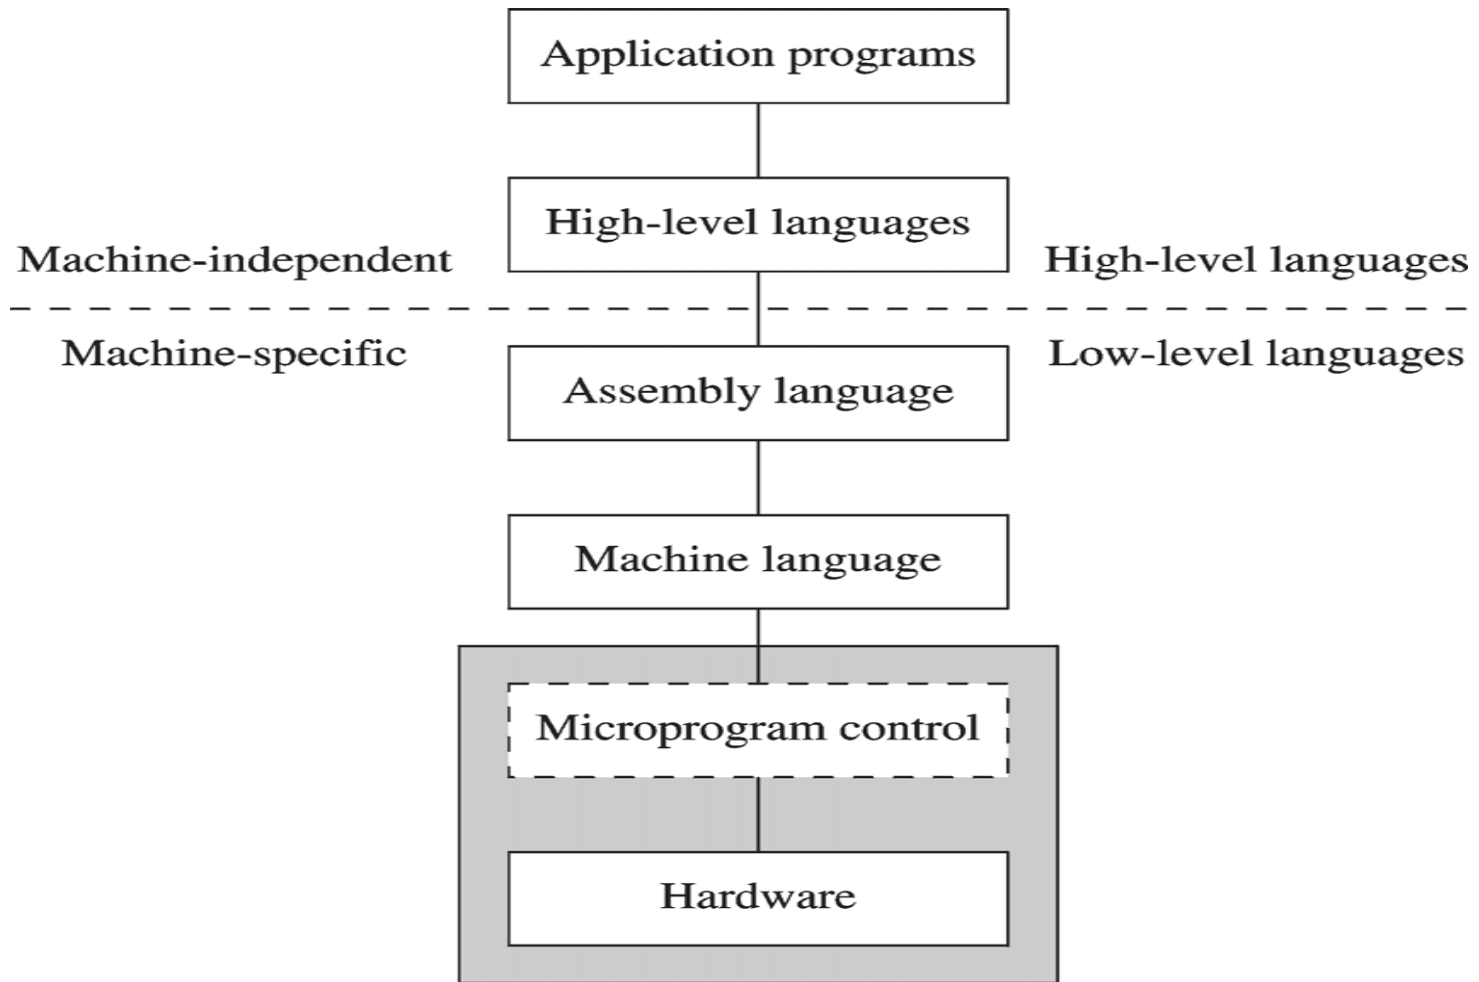 Application programs
High-level languages
Machine-independent
High-level languages
Machine-specific
Low-level languages
Assembly language
Machine language
Microprogram control
Hardware